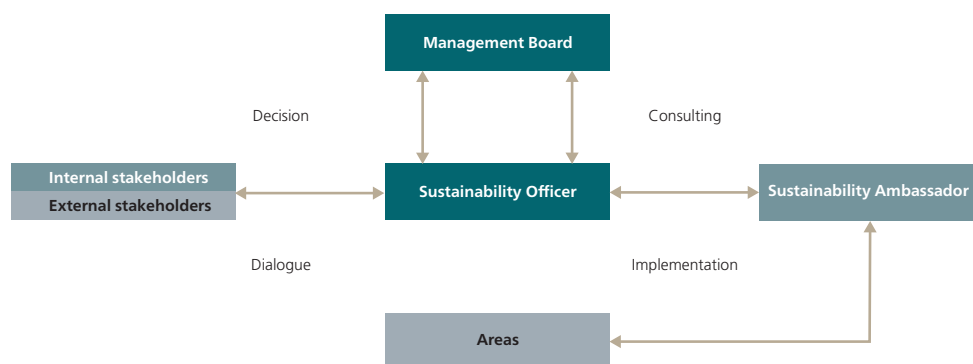 Management Board
Decision
Consulting
Internal stakeholders
External stakeholders
Sustainability Officer
Sustainability Ambassador
Dialogue
Implementation
Areas